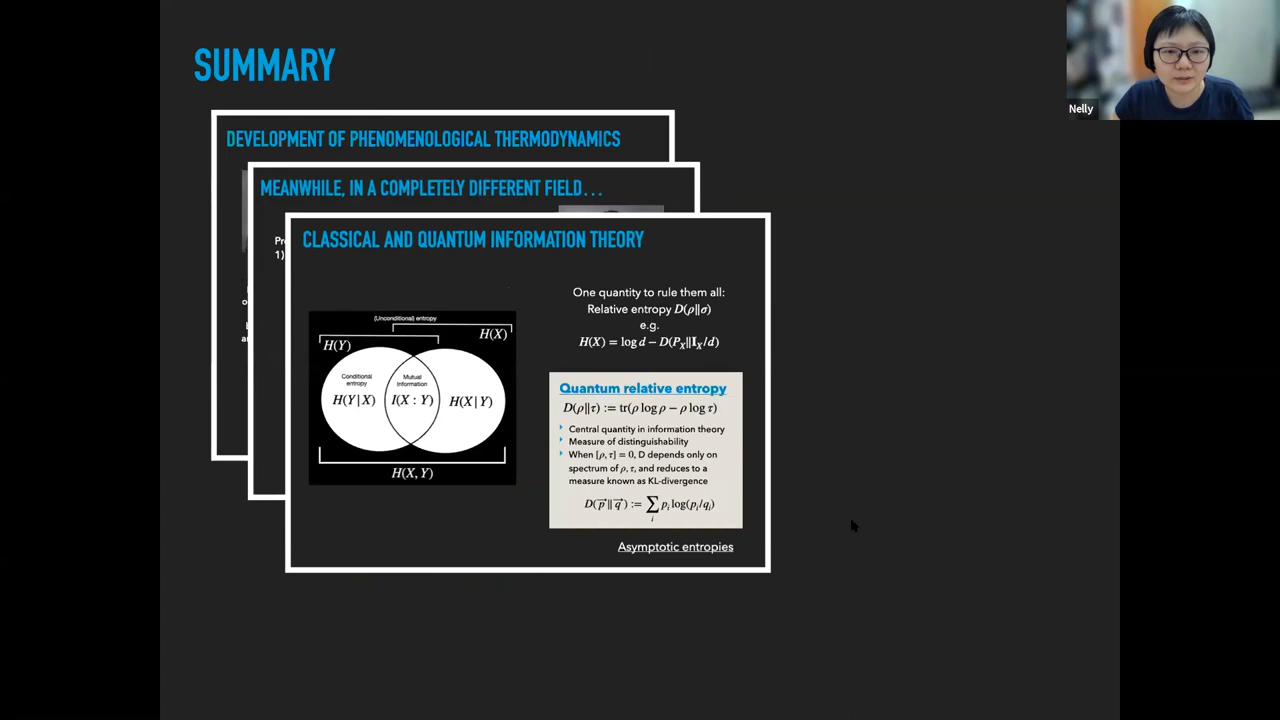 SUMMARY
Nelly
DEVELOPMENT OF PHENOMENOLOGICAL THERMODYNAMICS
MEANWHILE, IN A COMPLETELY DIFFERENT FIELD...
Pr
1)
CLASSICAL AND QUANTUM INFORMATION THEORY
(Unconditional) entropy
H(X)
H(Y)
Conditional
entropy
Mutual
Information
H(Y|X)
I(X : Y)
H(X|Y)
H(X, Y)
One quantity to rule them all:
Relative entropy D(ρ∥σ)
e.g.
H(X) = log d − D(P_X∥𝕀_X/d)
Quantum relative entropy
D(ρ∥τ) := tr(ρ log ρ − ρ log τ)
Central quantity in information theory
Measure of distinguishability
When [ρ, τ] = 0, D depends only on
spectrum of ρ, τ, and reduces to a
measure known as KL-divergence
D(p⃗∥q⃗) := ∑_i p_i log(p_i/q_i)
Asymptotic entropies